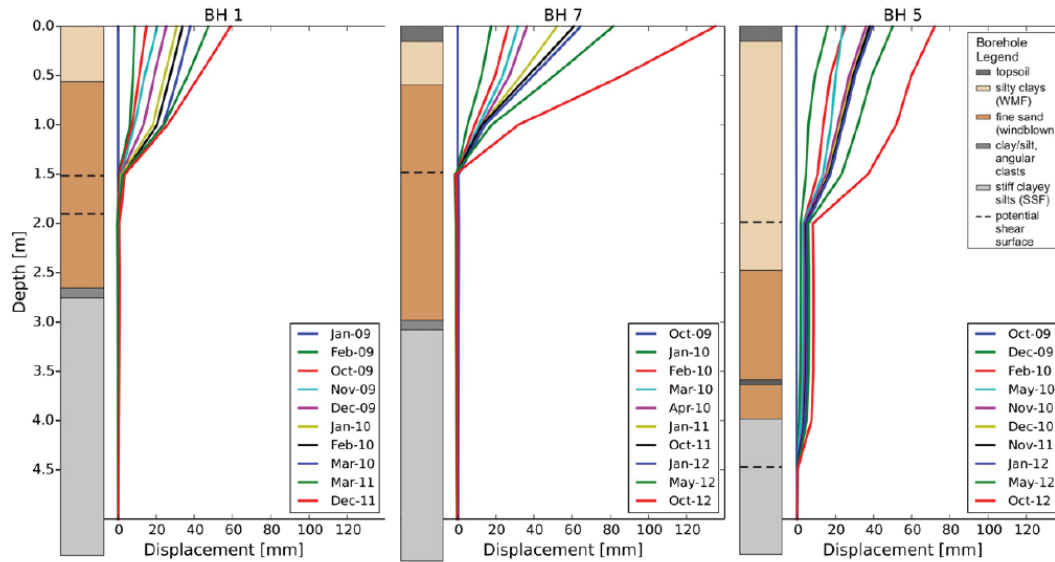 BH 1
BH 7
BH 5
Depth [m]
0.0
0.5
1.0
1.5
2.0
2.5
3.0
3.5
4.0
4.5
Jan-09
Feb-09
Oct-09
Nov-09
Dec-09
Jan-10
Feb-10
Mar-10
Mar-11
Dec-11
0 20 40 60 80 100 120
Displacement [mm]
Oct-09
Jan-10
Feb-10
Mar-10
Apr-10
Jan-11
Oct-11
Jan-12
May-12
Oct-12
0 20 40 60 80 100 120
Displacement [mm]
Borehole
Legend
topsoil
silty clays
(WMF)
fine sand
(windblown)
clay/silt,
angular
clasts
stiff clayey
silts (SSF)
potential
shear
surface
Oct-09
Dec-09
Feb-10
May-10
Nov-10
Dec-10
Nov-11
Jan-12
May-12
Oct-12
0 20 40 60 80 100 120
Displacement [mm]